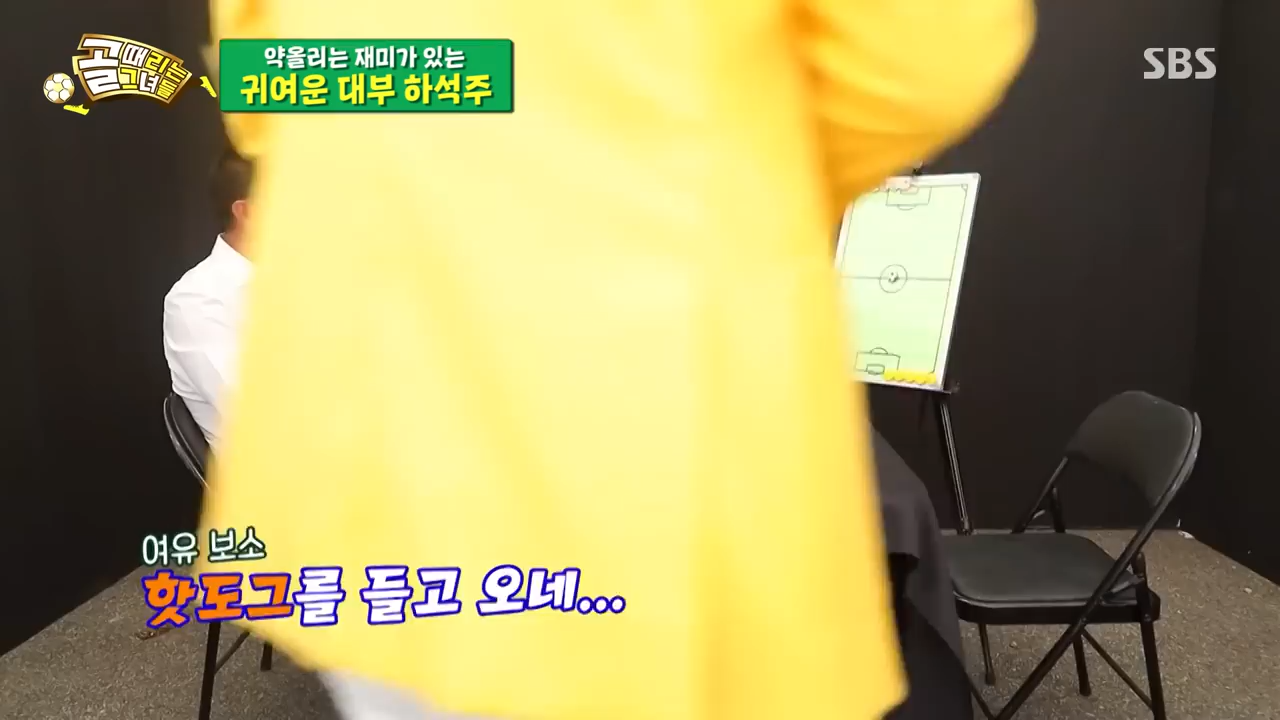 골때리는
그녀들
약올리는 재미가 있는
귀여운 대부 하석주
SBS
여유 보소
핫도그를 들고 오네...